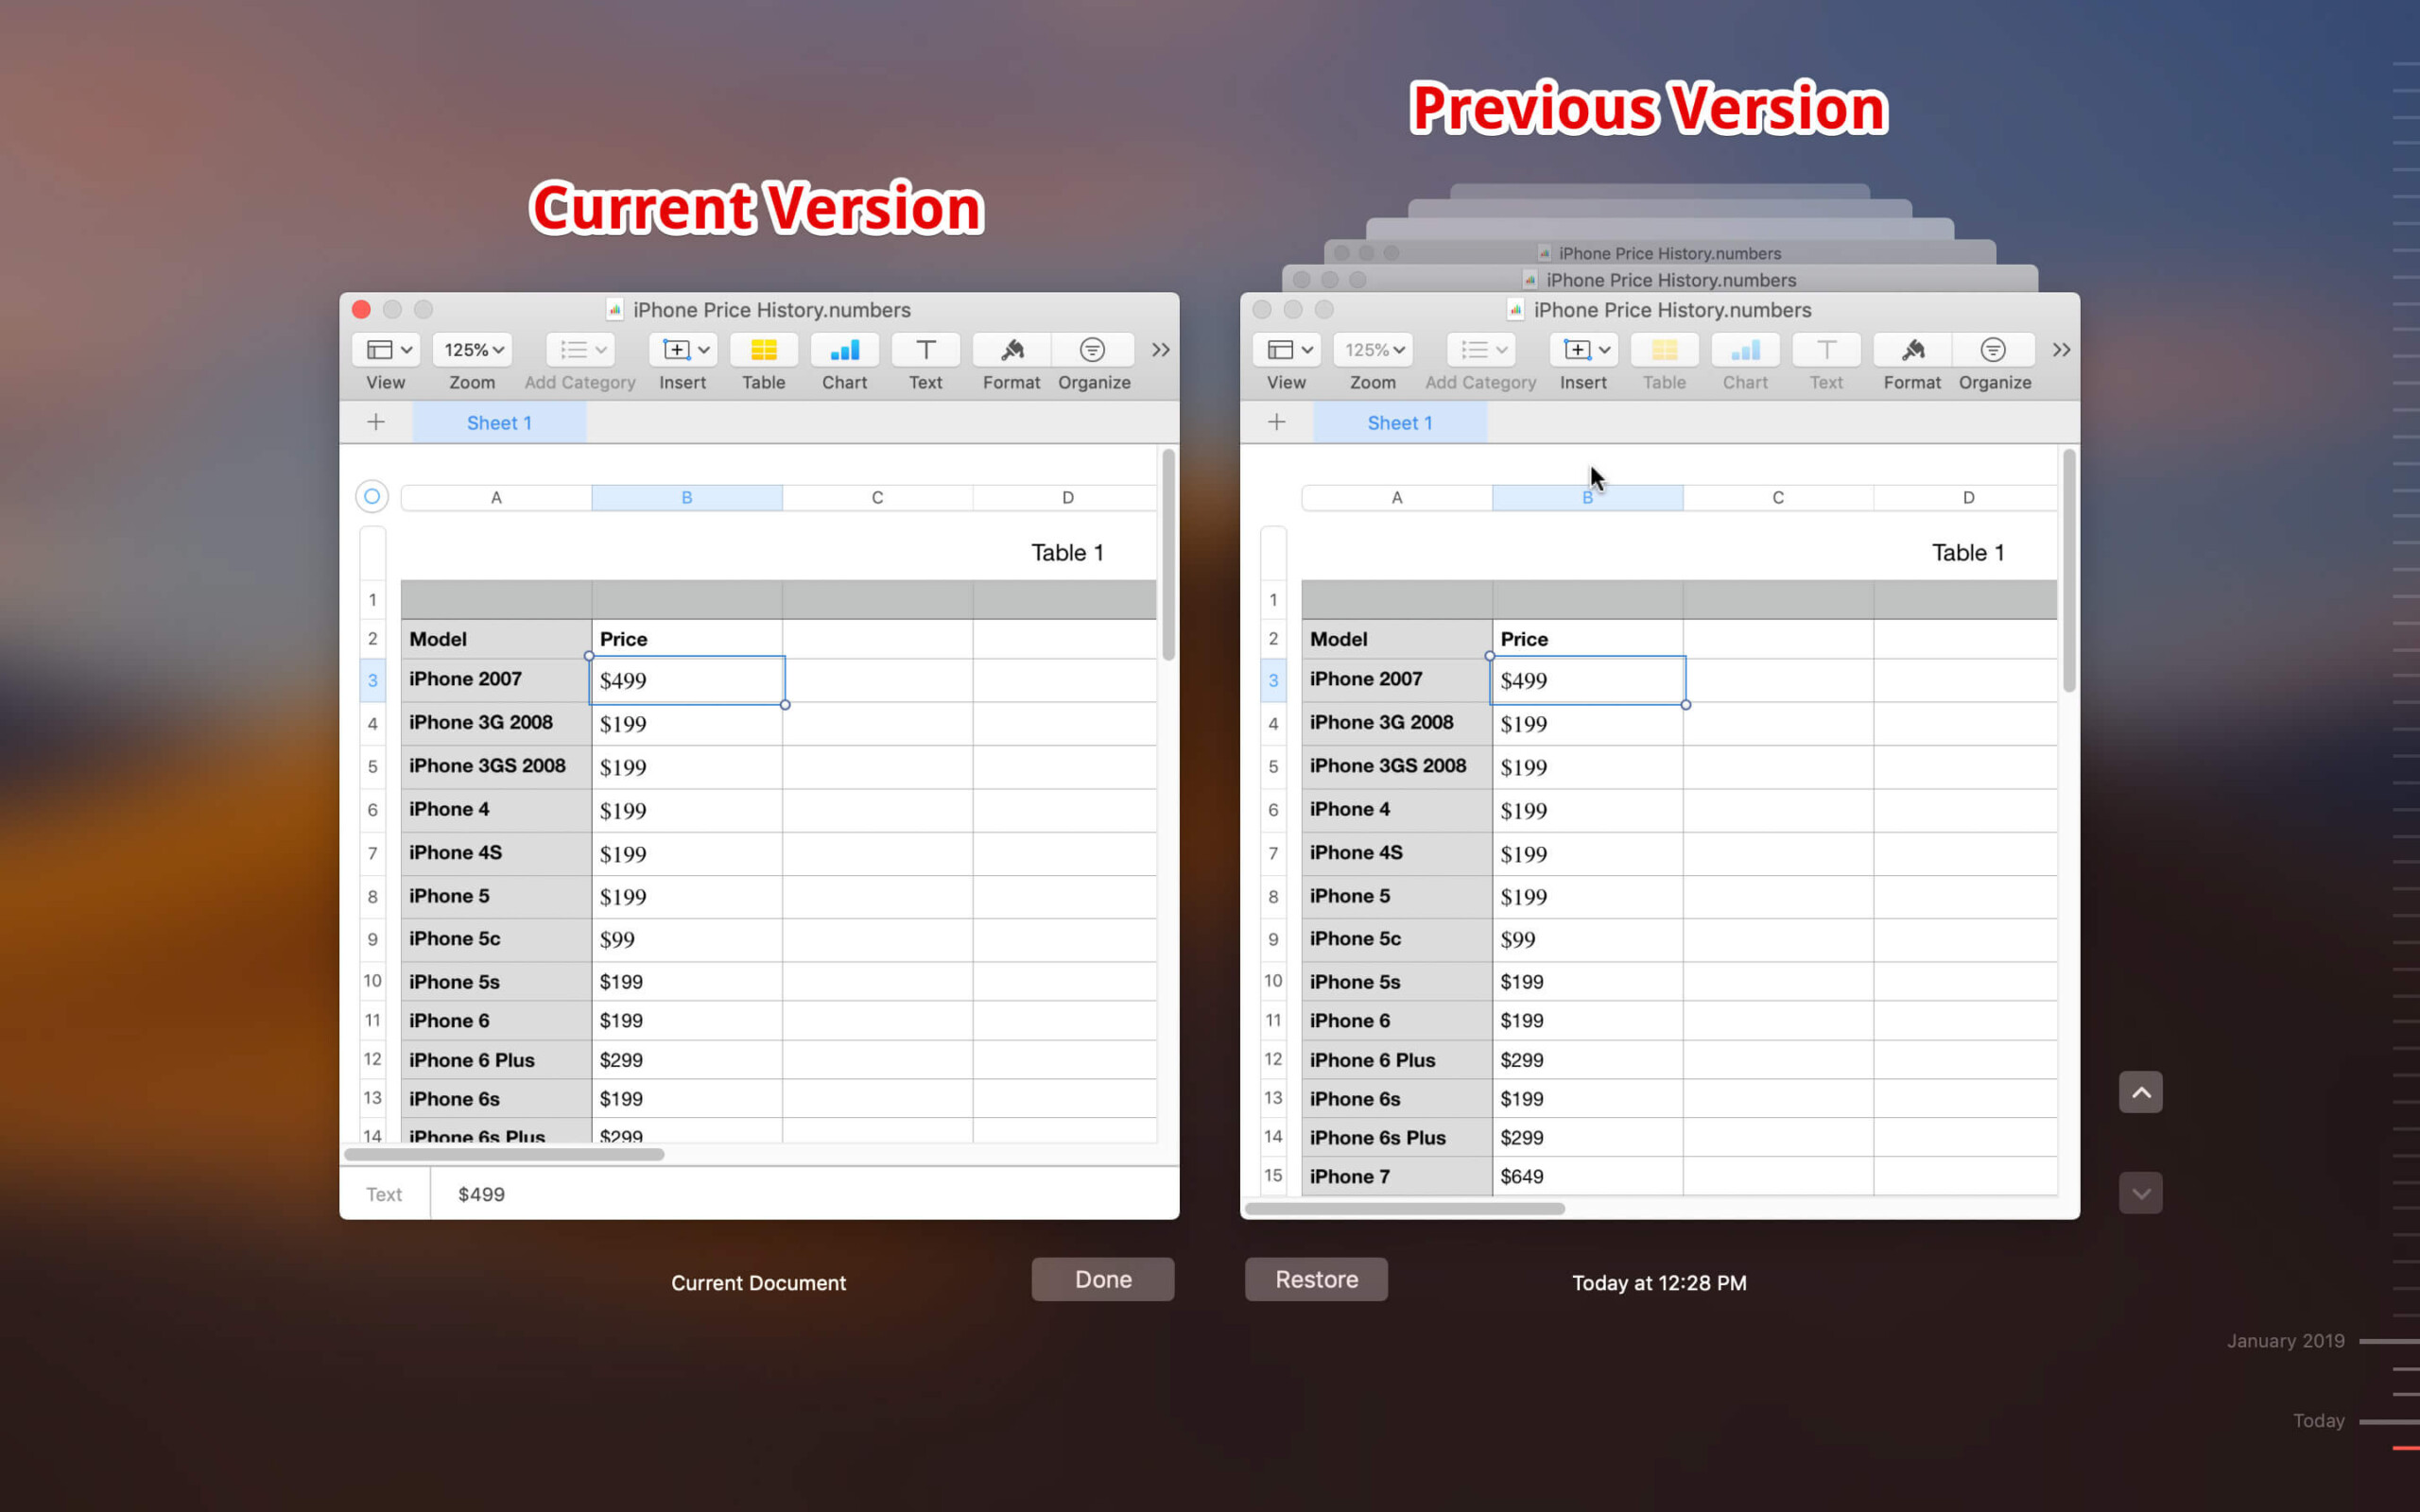 Previous Version
Current Version
iPhone Price History.numbers
iPhone Price History.numbers
iPhone Price History.numbers
125%
View Zoom Add Category Insert Table Chart Text Format Organize
Sheet 1
A B C D
Table 1
1
2 Model Price
3 iPhone 2007 $499
4 iPhone 3G 2008 $199
5 iPhone 3GS 2008 $199
6 iPhone 4 $199
7 iPhone 4S $199
8 iPhone 5 $199
9 iPhone 5c $99
10 iPhone 5s $199
11 iPhone 6 $199
12 iPhone 6 Plus $299
13 iPhone 6s $199
14 iPhone 6s Plus $299
Text $499
Current Document Done
iPhone Price History.numbers
125%
View Zoom Add Category Insert Table Chart Text Format Organize
Sheet 1
A B C D
Table 1
1
2 Model Price
3 iPhone 2007 $499
4 iPhone 3G 2008 $199
5 iPhone 3GS 2008 $199
6 iPhone 4 $199
7 iPhone 4S $199
8 iPhone 5 $199
9 iPhone 5c $99
10 iPhone 5s $199
11 iPhone 6 $199
12 iPhone 6 Plus $299
13 iPhone 6s $199
14 iPhone 6s Plus $299
15 iPhone 7 $649
Restore Today at 12:28 PM
January 2019
Today